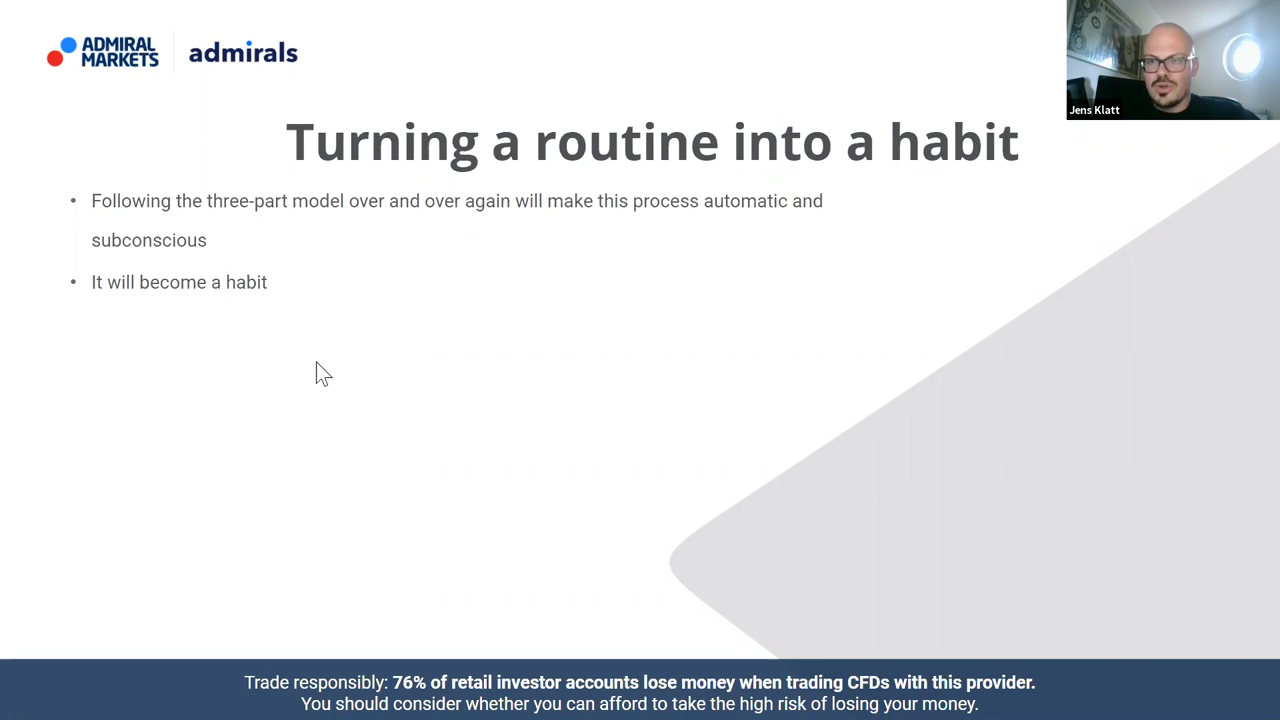 ADMIRAL
MARKETS
admirals
Jens Klatt
Turning a routine into a habit
• Following the three-part model over and over again will make this process automatic and
subconscious
• It will become a habit
Trade responsibly: 76% of retail investor accounts lose money when trading CFDs with this provider.
You should consider whether you can afford to take the high risk of losing your money.